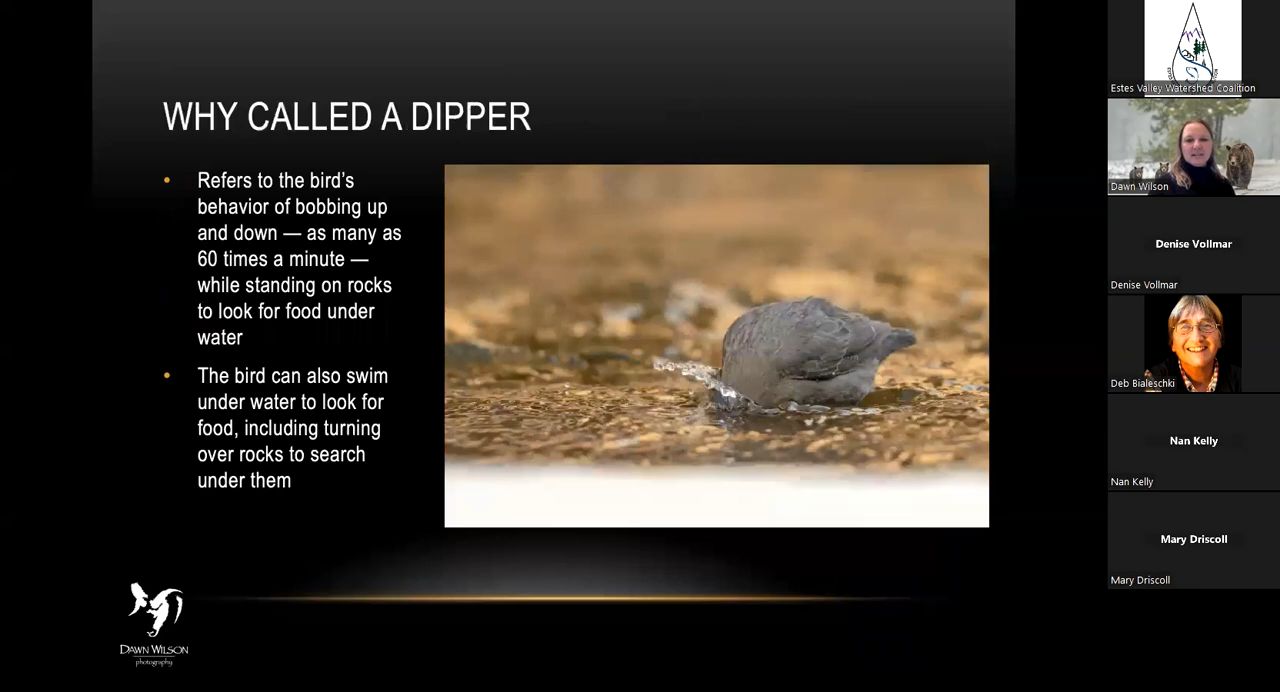 WHY CALLED A DIPPER
• Refers to the bird's
behavior of bobbing up
and down — as many as
60 times a minute —
while standing on rocks
to look for food under
water
• The bird can also swim
under water to look for
food, including turning
over rocks to search
under them
DAWN WILSON
photography
Estes Valley Watershed Coalition
Dawn Wilson
Denise Vollmar
Denise Vollmar
Deb Bialeschki
Nan Kelly
Nan Kelly
Mary Driscoll
Mary Driscoll